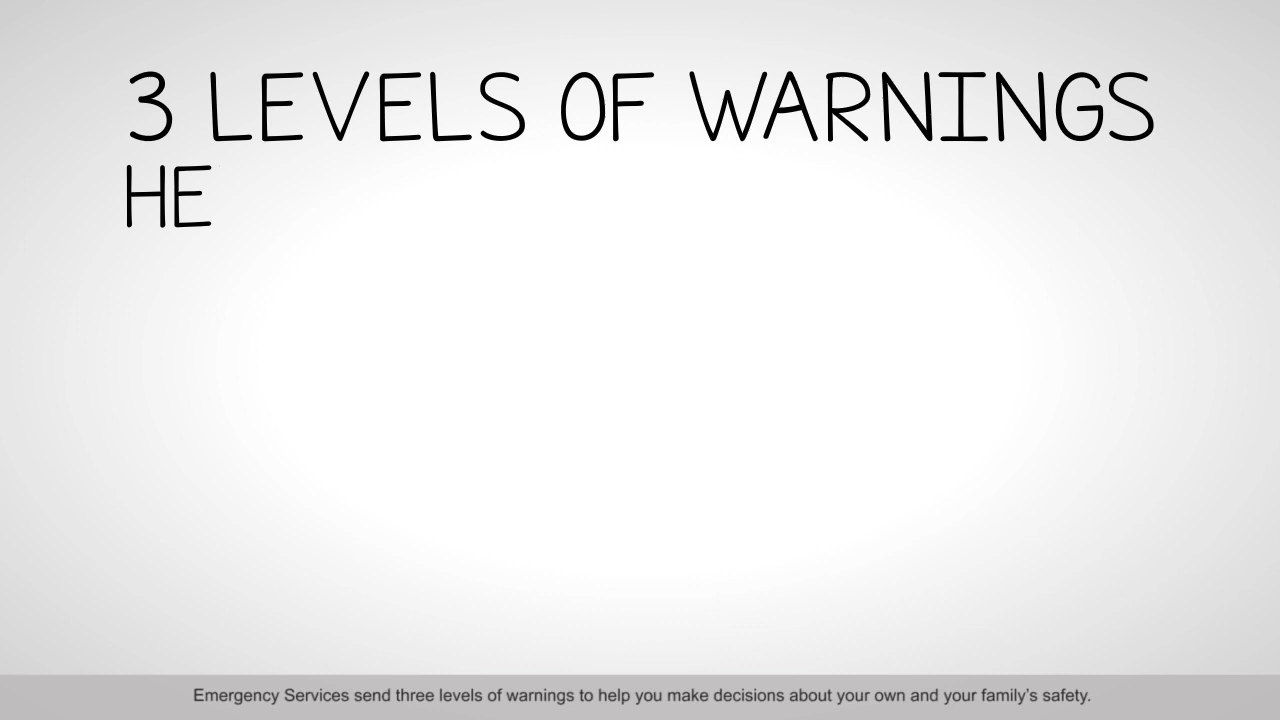 3 LEVELS OF WARNINGS
HE
Emergency Services send three levels of warnings to help you make decisions about your own and your family’s safety.